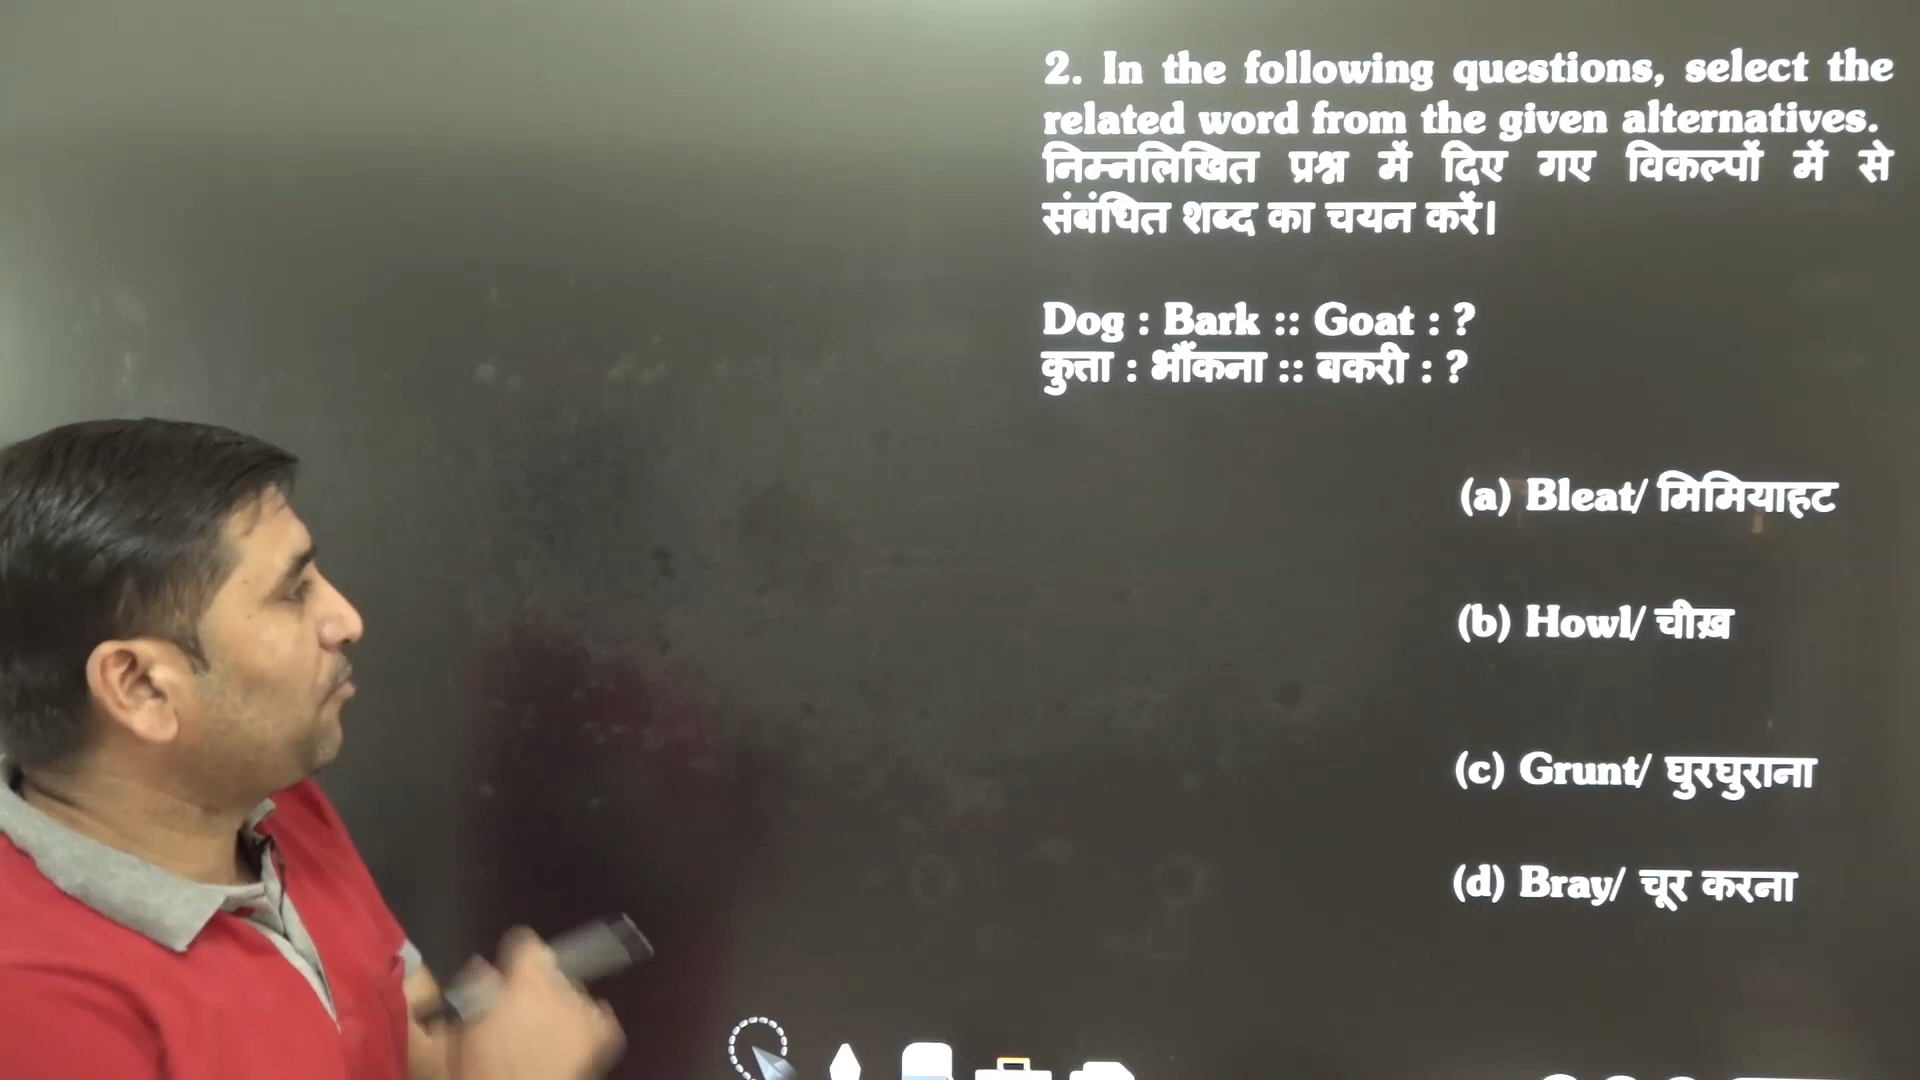 2. In the following questions, select the
related word from the given alternatives.
निम्नलिखित प्रश्न में दिए गए विकल्पों में से
संबंधित शब्द का चयन करें।
Dog : Bark :: Goat : ?
कुत्ता : भौंकना :: बकरी : ?
(a) Bleat/ मिमियाहट
(b) Howl/ चीख़
(c) Grunt/ घुरघुराना
(d) Bray/ चूर करना